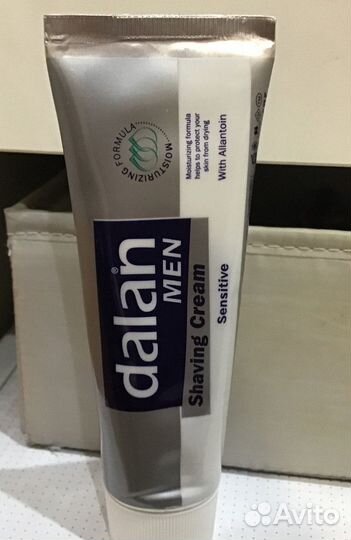 MOISTURIZING FORMULA
dalan®
MEN
Shaving Cream
Sensitive
Moisturizing formula
helps to protect your
skin from drying
With Allantoin
Avito